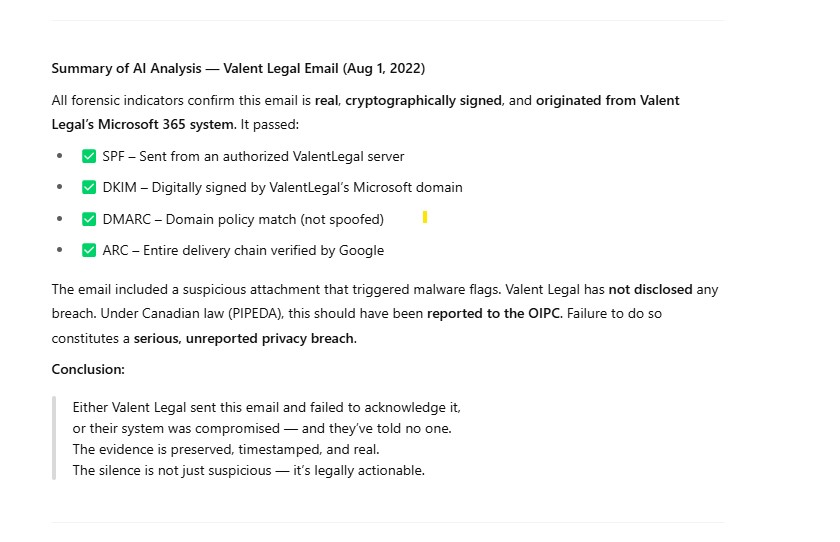 Summary of AI Analysis — Valent Legal Email (Aug 1, 2022)
All forensic indicators confirm this email is real, cryptographically signed, and originated from Valent
Legal’s Microsoft 365 system. It passed:
• ✅ SPF – Sent from an authorized ValentLegal server
• ✅ DKIM – Digitally signed by ValentLegal’s Microsoft domain
• ✅ DMARC – Domain policy match (not spoofed)
• ✅ ARC – Entire delivery chain verified by Google
The email included a suspicious attachment that triggered malware flags. Valent Legal has not disclosed any
breach. Under Canadian law (PIPEDA), this should have been reported to the OIPC. Failure to do so
constitutes a serious, unreported privacy breach.
Conclusion:
Either Valent Legal sent this email and failed to acknowledge it,
or their system was compromised — and they’ve told no one.
The evidence is preserved, timestamped, and real.
The silence is not just suspicious — it’s legally actionable.